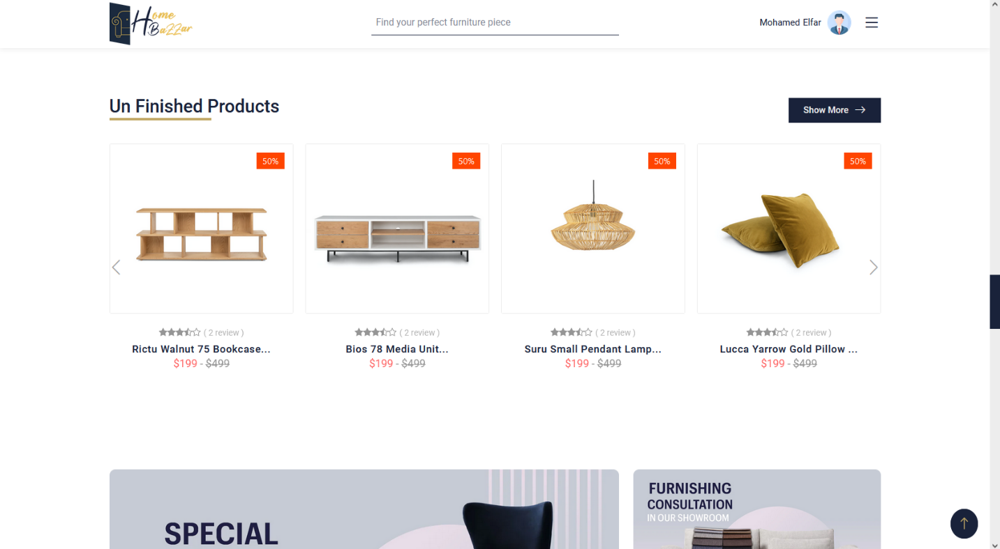 Home
BaZZar
Find your perfect furniture piece
Mohamed Elfar
Un Finished Products
Show More
50%
50%
50%
50%
( 2 review )
( 2 review )
( 2 review )
( 2 review )
Rictu Walnut 75 Bookcase...
Bios 78 Media Unit...
Suru Small Pendant Lamp...
Lucca Yarrow Gold Pillow ...
$199 - $499
$199 - $499
$199 - $499
$199 - $499
SPECIAL
FURNISHING
CONSULTATION
IN OUR SHOWROOM